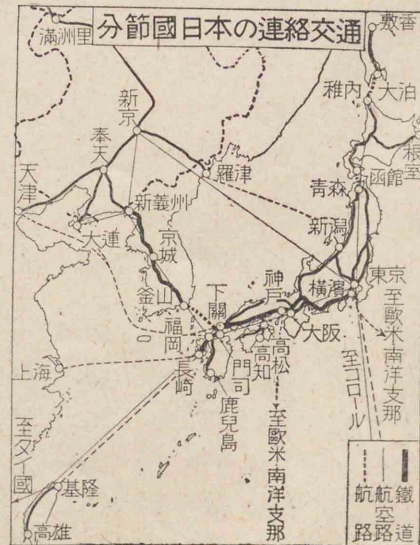 分節國日本の連絡交通
滿洲里
敷香
大泊
稚內
根室
函館
青森
新潟
東京
横濱
至歐米南洋支那
至コロール
新京
奉天
羅津
天津
大連
新義州
京城
釜山
下關
神戶
大阪
高松
高知
門司
福岡
長崎
鹿兒島
至歐米南洋支那
上海
至タイ國
基隆
高雄
鐵道
航空路
航路